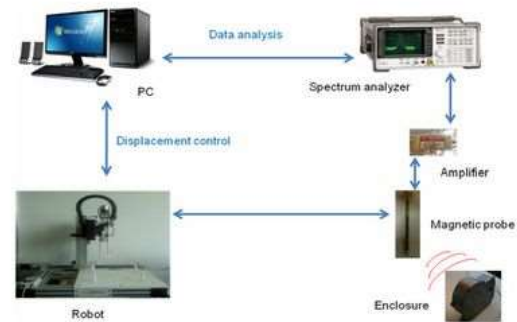 Data analysis
PC
Spectrum analyzer
Displacement control
Amplifier
Magnetic probe
Robot
Enclosure